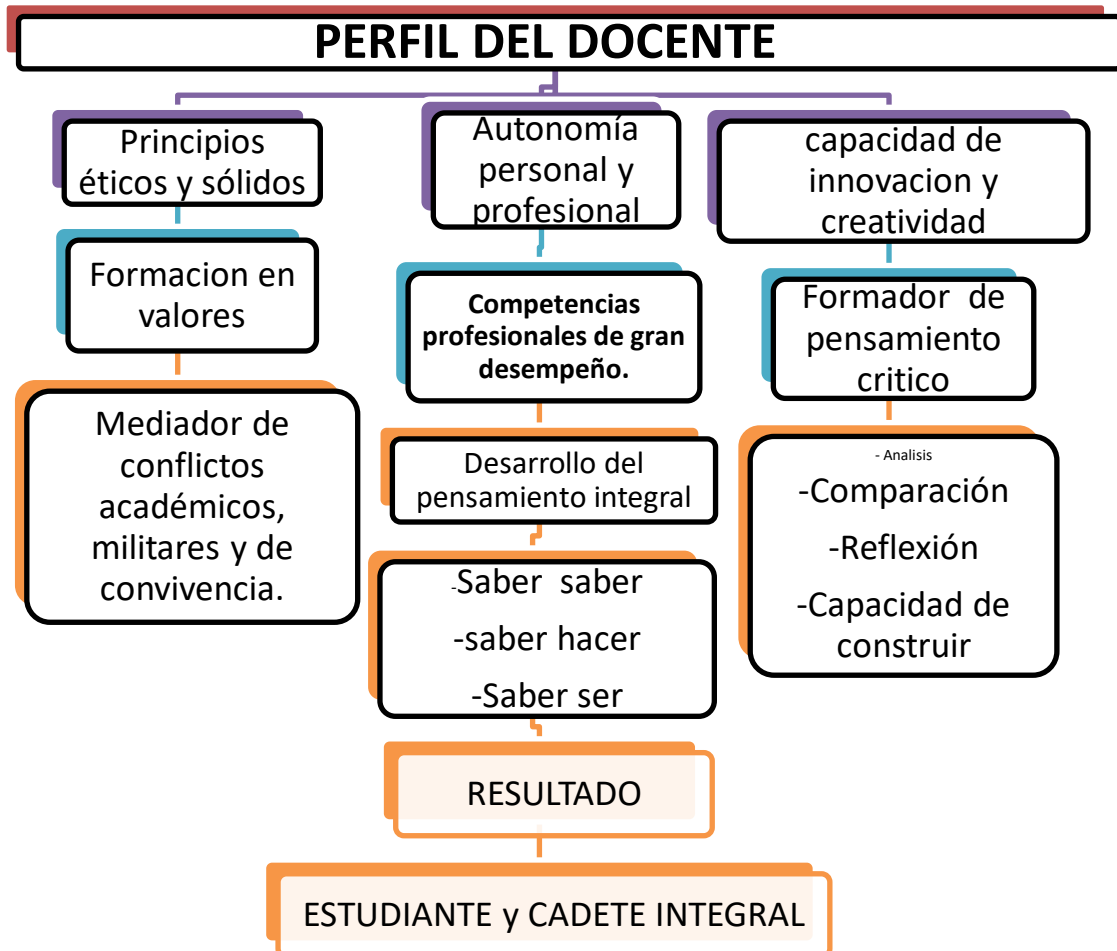 PERFIL DEL DOCENTE
Principios
éticos y sólidos
Formacion en
valores
Mediador de
conflictos
académicos,
militares y de
convivencia.
Autonomía
personal y
profesional
Competencias
profesionales de gran
desempeño.
Desarrollo del
pensamiento integral
-Saber saber
-saber hacer
-Saber ser
RESULTADO
ESTUDIANTE y CADETE INTEGRAL
capacidad de
innovacion y
creatividad
Formador de
pensamiento
critico
- Analisis
-Comparación
-Reflexión
-Capacidad de
construir